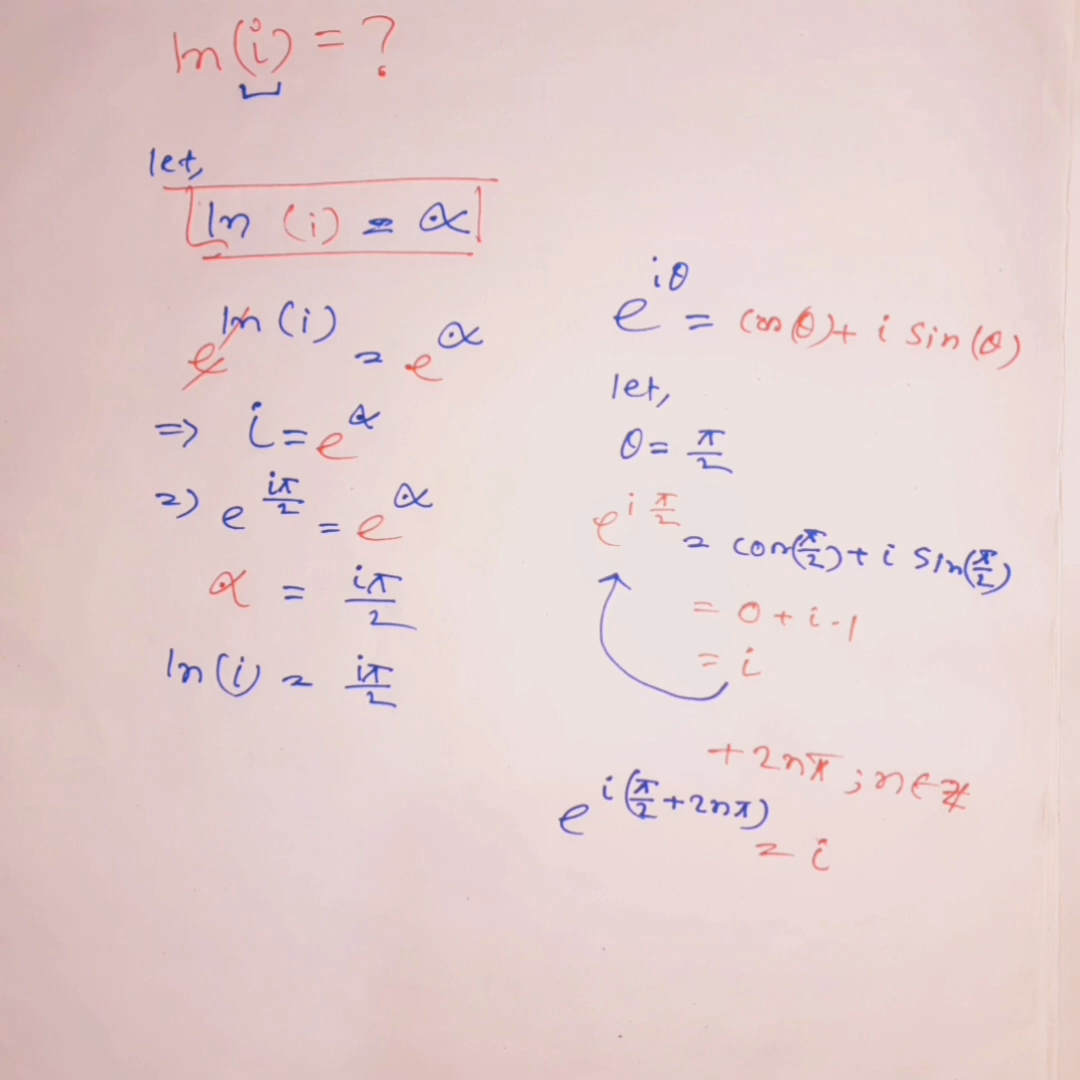 ln(i) = ?
let,
ln (i) = α
e^ln(i) = e^α
=> i = e^α
=> e^(iπ/2) = e^α
α = iπ/2
ln(i) = iπ/2
e^(iθ) = cos(θ) + i sin(θ)
let,
θ = π/2
e^(i π/2) = cos(π/2) + i sin(π/2)
= 0 + i·1
= i
+ 2nπ ; n ∈ ℤ
e^(i(π/2 + 2nπ)) = i